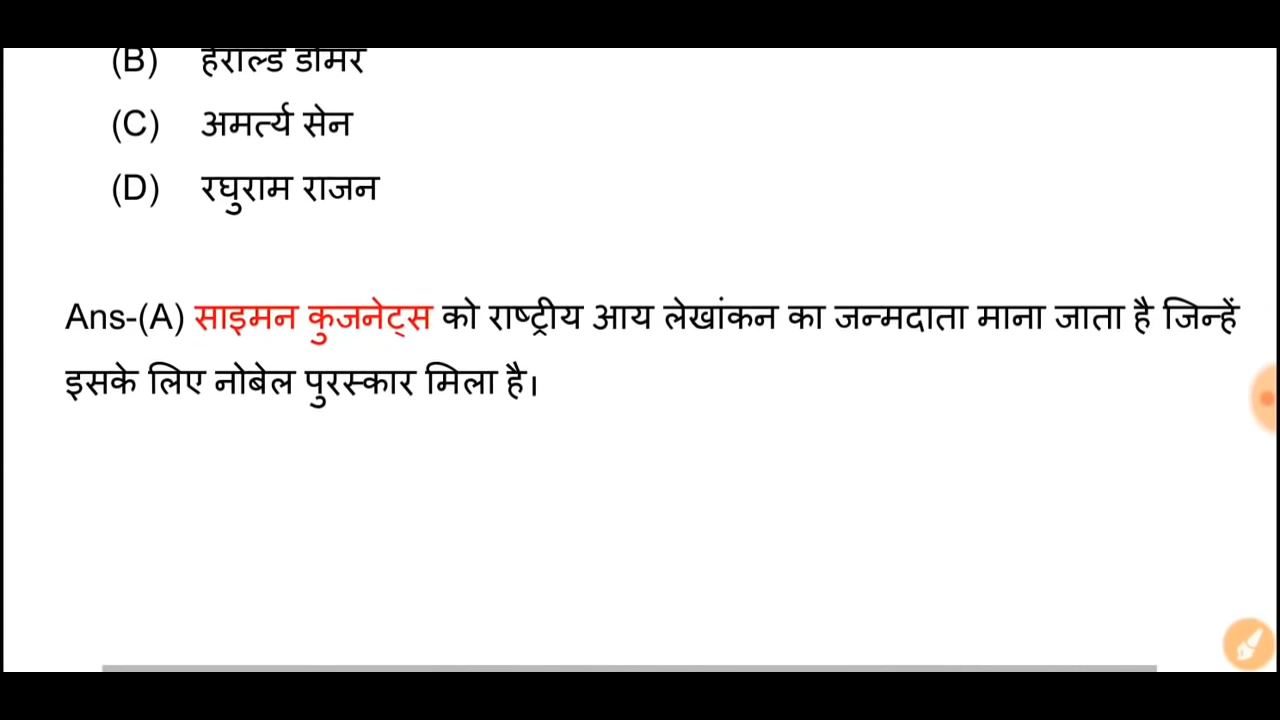 (B) हेराल्ड डोमर
(C) अमर्त्य सेन
(D) रघुराम राजन
Ans-(A) साइमन कुजनेट्स को राष्ट्रीय आय लेखांकन का जन्मदाता माना जाता है जिन्हें
इसके लिए नोबेल पुरस्कार मिला है।